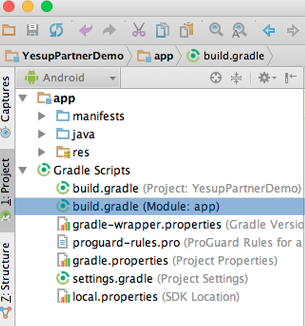 YesupPartnerDemo app build.gradle
Android
app
manifests
java
res
Gradle Scripts
build.gradle (Project: YesupPartnerDemo)
build.gradle (Module: app)
gradle-wrapper.properties (Gradle Versio
proguard-rules.pro (ProGuard Rules for a
gradle.properties (Project Properties)
settings.gradle (Project Settings)
local.properties (SDK Location)
Captures
1: Project
Z: Structure